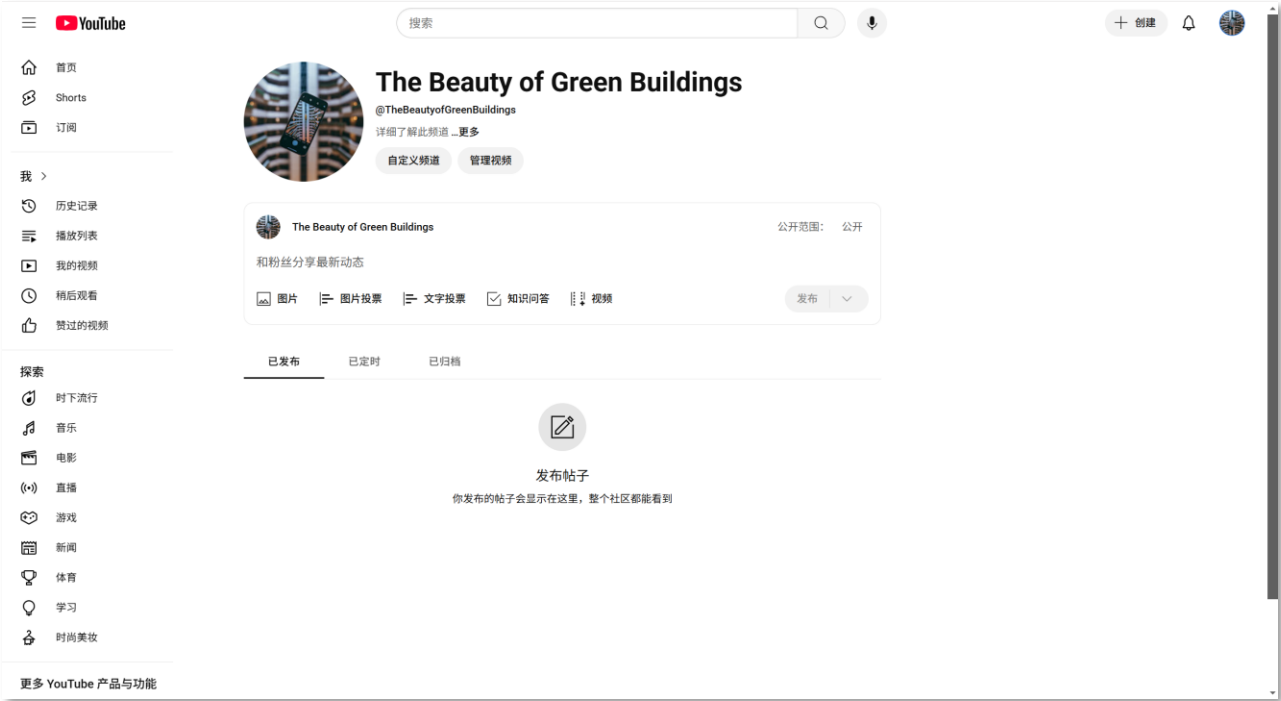 YouTube
搜索
创建
首页
Shorts
订阅
我
历史记录
播放列表
我的视频
稍后观看
赞过的视频
探索
时下流行
音乐
电影
直播
游戏
新闻
体育
学习
时尚美妆
更多 YouTube 产品与功能
The Beauty of Green Buildings
@TheBeautyofGreenBuildings
详细了解此频道 ...更多
自定义频道 管理视频
The Beauty of Green Buildings 公开范围： 公开
和粉丝分享最新动态
图片 图片投票 文字投票 知识问答 视频 发布
已发布 已定时 已归档
发布帖子
你发布的帖子会显示在这里，整个社区都能看到